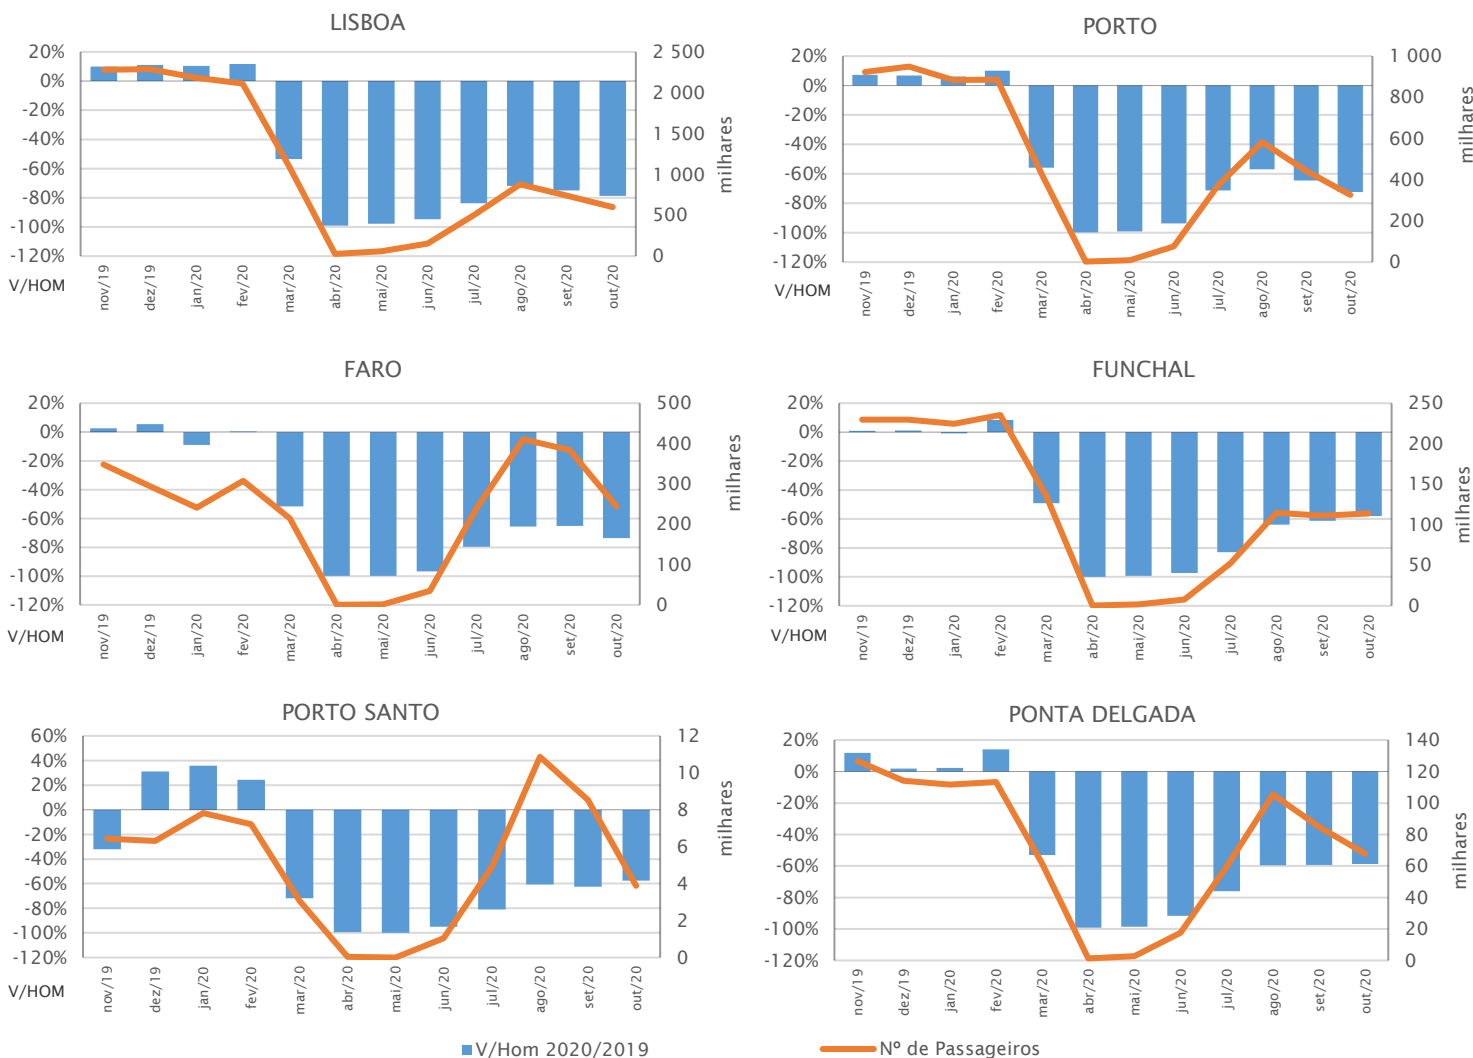 LISBOA
20%
0%
-20%
-40%
-60%
-80%
-100%
-120%
2 500
2 000
1 500
1 000
500
0
milhares
V/HOM
nov/19
dez/19
jan/20
fev/20
mar/20
abr/20
mai/20
jun/20
jul/20
ago/20
set/20
out/20
PORTO
20%
0%
-20%
-40%
-60%
-80%
-100%
-120%
1 000
800
600
400
200
0
milhares
V/HOM
nov/19
dez/19
jan/20
fev/20
mar/20
abr/20
mai/20
jun/20
jul/20
ago/20
set/20
out/20
FARO
20%
0%
-20%
-40%
-60%
-80%
-100%
-120%
500
400
300
200
100
0
milhares
V/HOM
nov/19
dez/19
jan/20
fev/20
mar/20
abr/20
mai/20
jun/20
jul/20
ago/20
set/20
out/20
FUNCHAL
20%
0%
-20%
-40%
-60%
-80%
-100%
-120%
250
200
150
100
50
0
milhares
V/HOM
nov/19
dez/19
jan/20
fev/20
mar/20
abr/20
mai/20
jun/20
jul/20
ago/20
set/20
out/20
PORTO SANTO
60%
40%
20%
0%
-20%
-40%
-60%
-80%
-100%
-120%
12
10
8
6
4
2
0
milhares
V/HOM
nov/19
dez/19
jan/20
fev/20
mar/20
abr/20
mai/20
jun/20
jul/20
ago/20
set/20
out/20
PONTA DELGADA
20%
0%
-20%
-40%
-60%
-80%
-100%
-120%
140
120
100
80
60
40
20
0
milhares
V/HOM
nov/19
dez/19
jan/20
fev/20
mar/20
abr/20
mai/20
jun/20
jul/20
ago/20
set/20
out/20
V/Hom 2020/2019
Nº de Passageiros